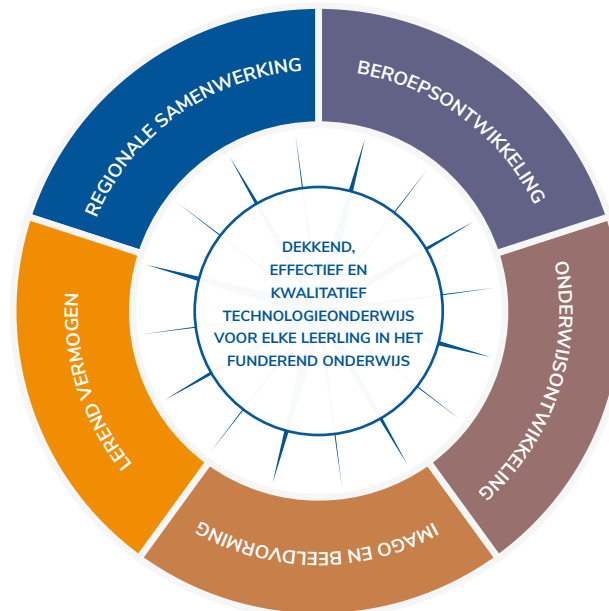 REGIONALE SAMENWERKING
BEROEPSONTWIKKELING
ONDERWIJSONTWIKKELING
IMAGO EN BEELDVORMING
LEREND VERMOGEN
DEKKEND,
EFFECTIEF EN
KWALITATIEF
TECHNOLOGIEONDERWIJS
VOOR ELKE LEERLING IN HET
FUNDEREND ONDERWIJS